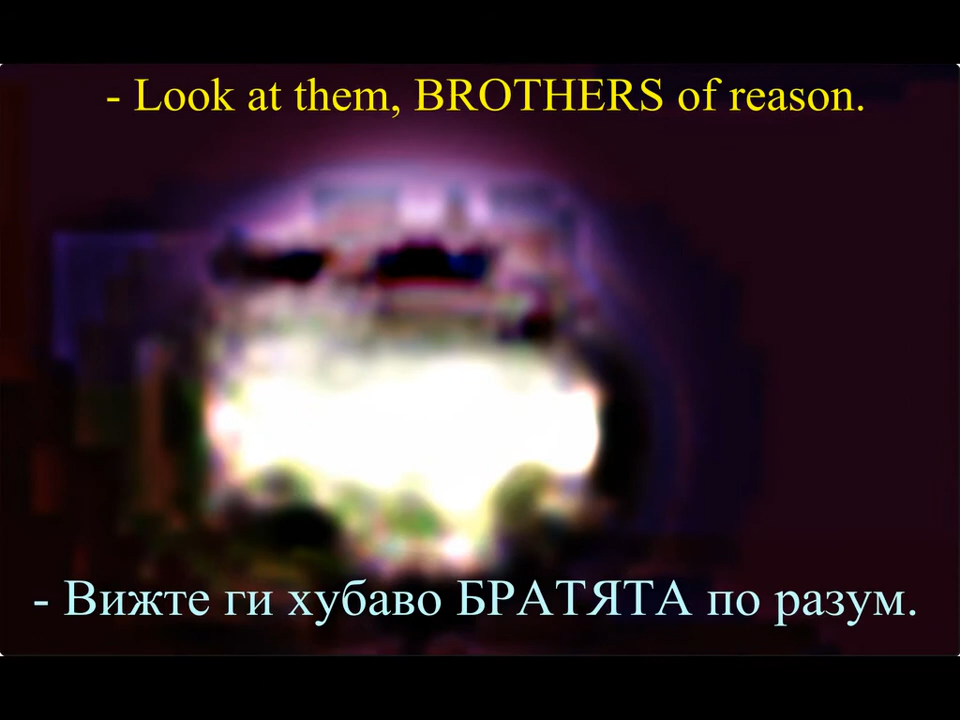 - Look at them, BROTHERS of reason.
- Вижте ги хубаво БРАТЯТА по разум.